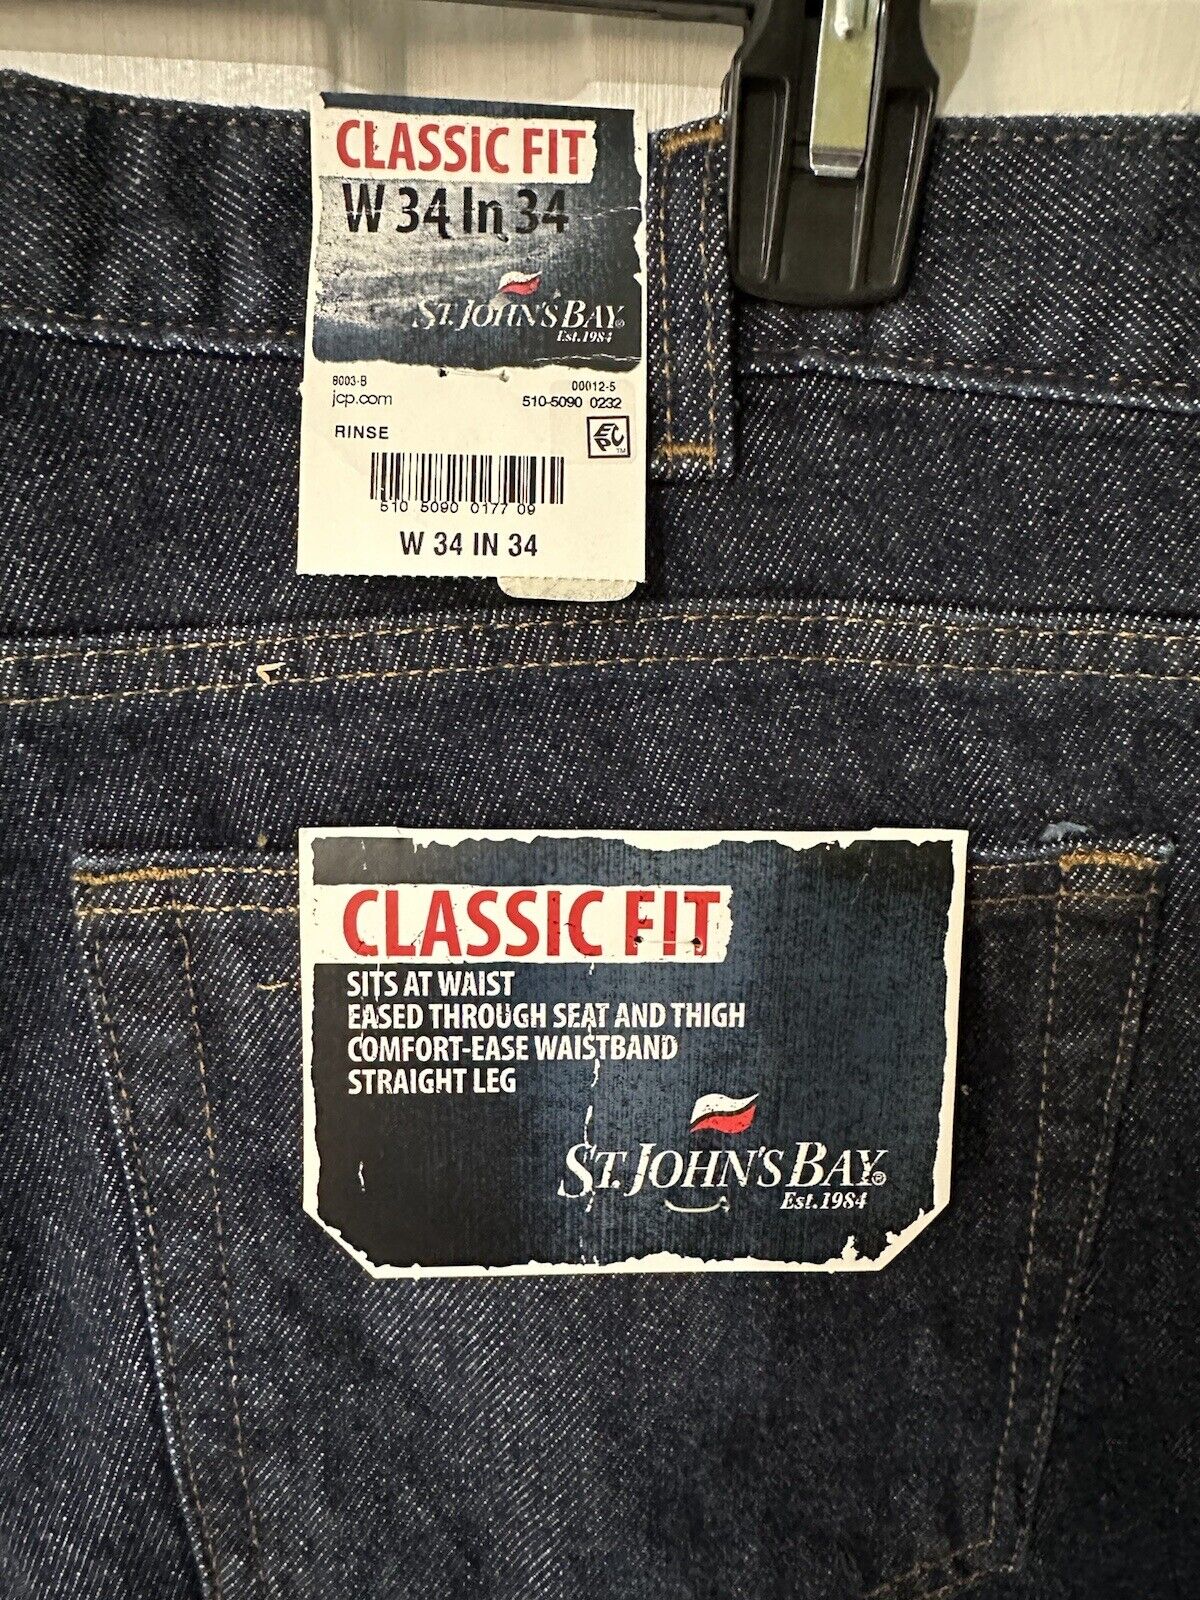 CLASSIC FIT
W 34 In 34
ST. JOHN'S BAY®
Est. 1984
8003-B 00012-5
jcp.com 510-5090 0232
RINSE
EPC TM
510 5090 0177 09
W 34 IN 34
CLASSIC FIT
SITS AT WAIST
EASED THROUGH SEAT AND THIGH
COMFORT-EASE WAISTBAND
STRAIGHT LEG
ST. JOHN'S BAY®
Est. 1984